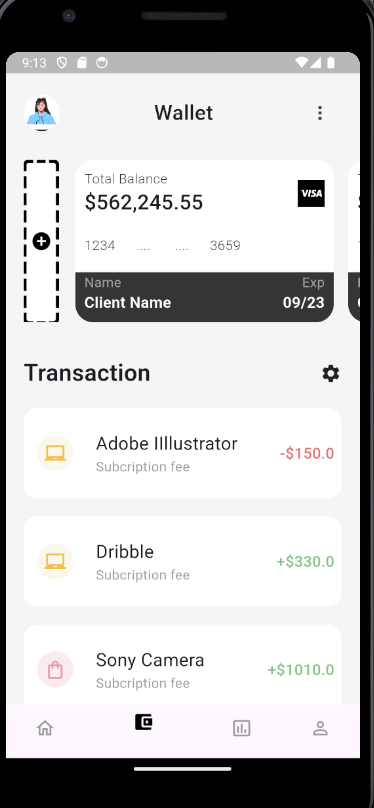 9:13
Wallet
Total Balance
$562,245.55
VISA
1234 .... .... 3659
Name Exp
Client Name 09/23
Transaction
Adobe IIllustrator
Subcription fee
-$150.0
Dribble
Subcription fee
+$330.0
Sony Camera
Subcription fee
+$1010.0